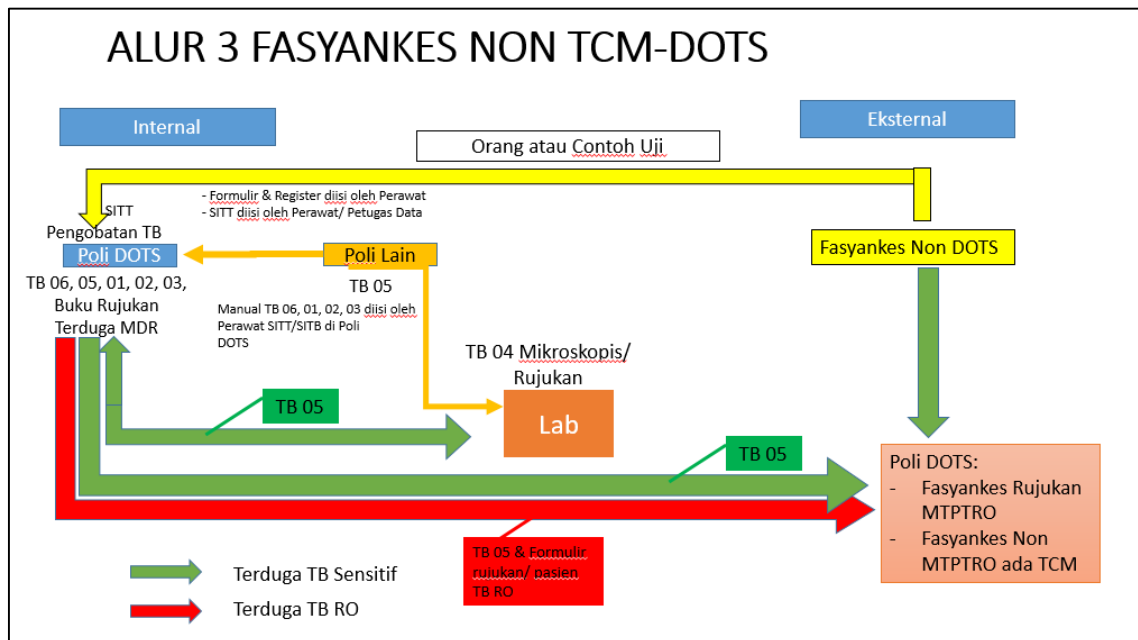 ALUR 3 FASYANKES NON TCM-DOTS
Internal
Eksternal
Orang atau Contoh Uji
- Formulir & Register diisi oleh Perawat
- SITT diisi oleh Perawat/ Petugas Data
SITT
Pengobatan TB
Poli DOTS
TB 06, 05, 01, 02, 03,
Buku Rujukan
Terduga MDR
Poli Lain
TB 05
Manual TB 06, 01, 02, 03 diisi oleh
Perawat SITT/SITB di Poli
DOTS
Fasyankes Non DOTS
TB 04 Mikroskopis/
Rujukan
Lab
TB 05
TB 05
Poli DOTS:
- Fasyankes Rujukan
MTPTRO
- Fasyankes Non
MTPTRO ada TCM
TB 05 & Formulir
rujukan/ pasien
TB RO
Terduga TB Sensitif
Terduga TB RO